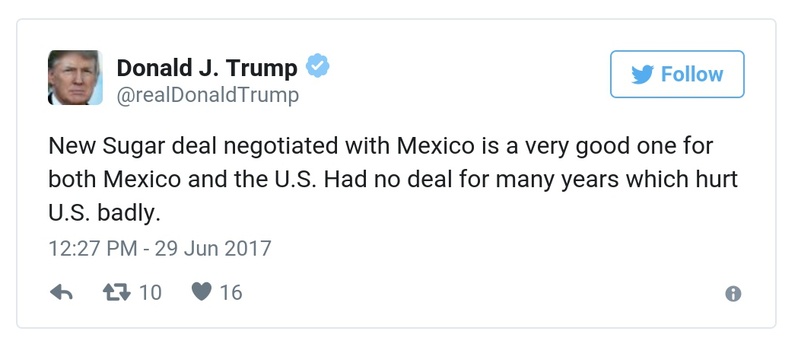 Donald J. Trump
@realDonaldTrump
Follow
New Sugar deal negotiated with Mexico is a very good one for
both Mexico and the U.S. Had no deal for many years which hurt
U.S. badly.
12:27 PM - 29 Jun 2017
10 16